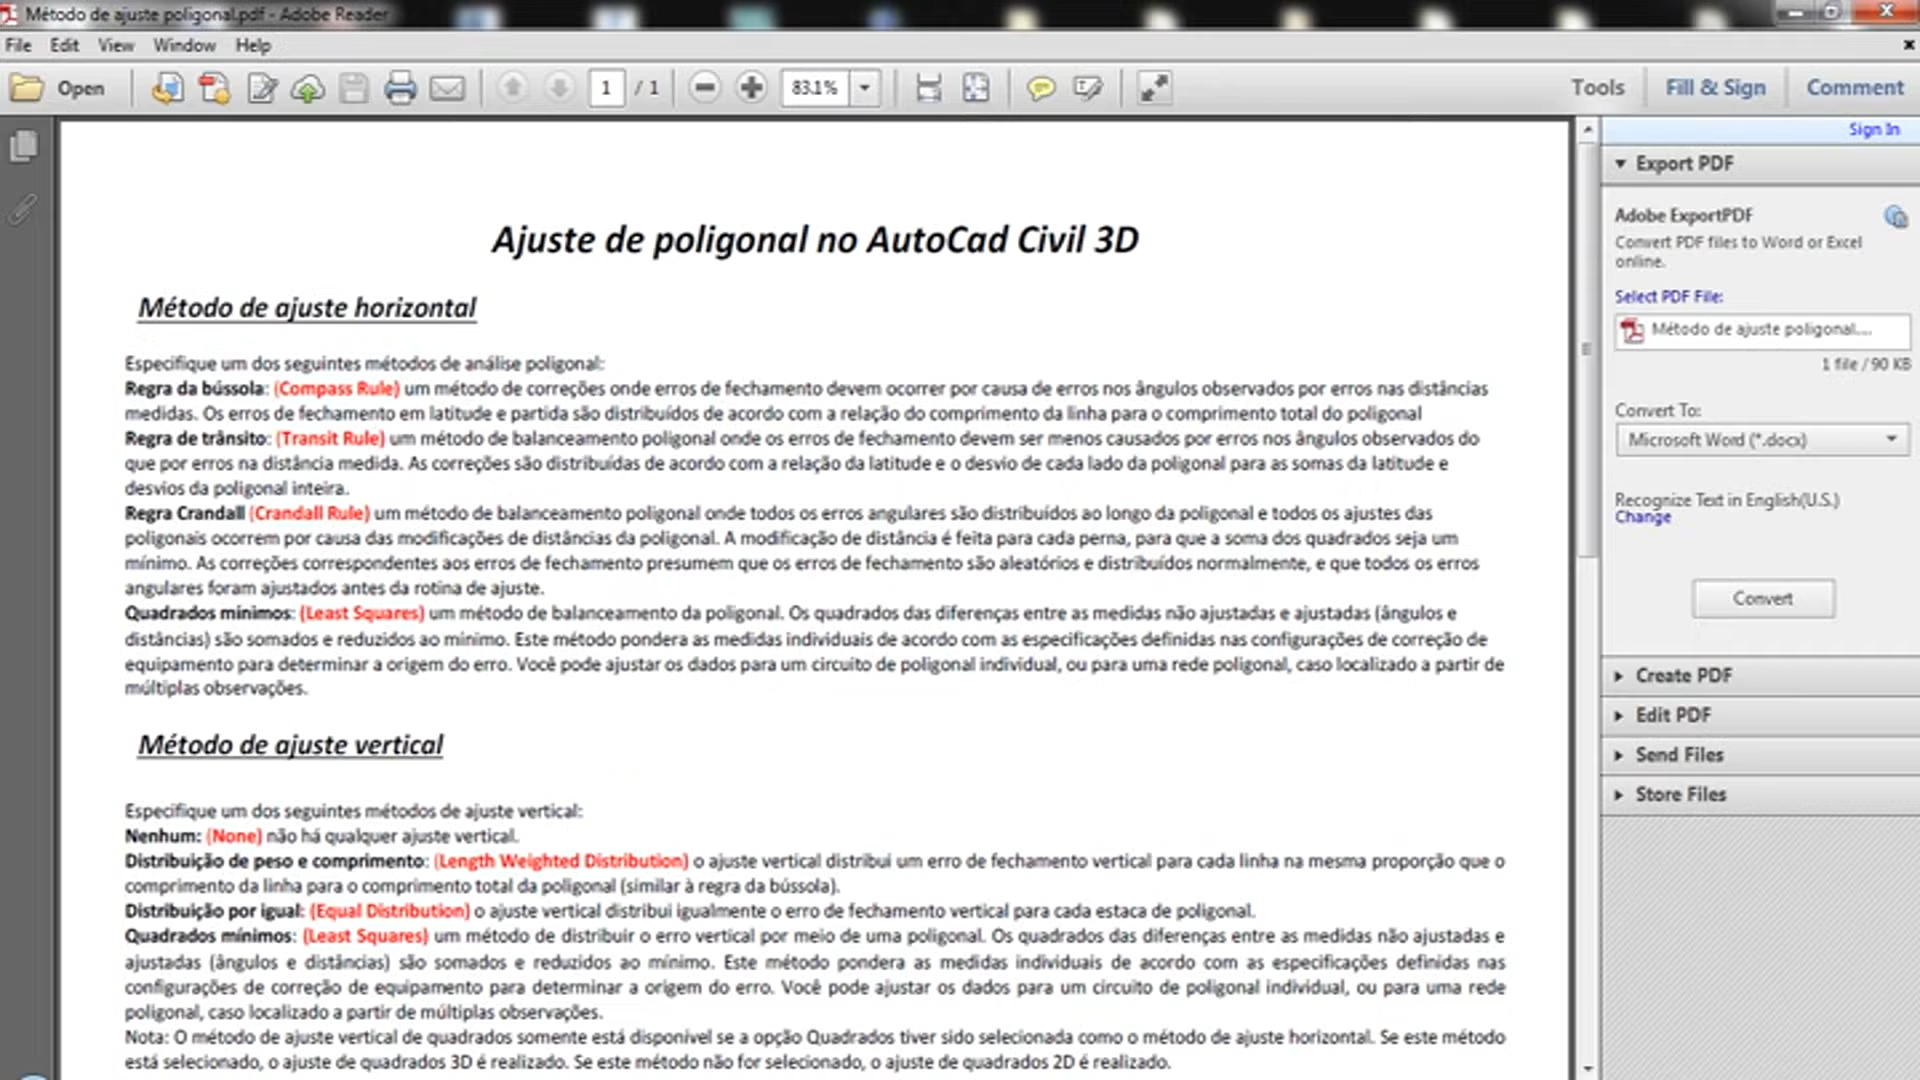 Método de ajuste poligonal.pdf - Adobe Reader
File Edit View Window Help
Open 1 / 1 83.1% Tools Fill & Sign Comment
Sign In
Export PDF
Adobe ExportPDF
Convert PDF files to Word or Excel
online.
Select PDF File:
Método de ajuste poligonal....
1 file / 90 KB
Convert To:
Microsoft Word (*.docx)
Recognize Text in English(U.S.)
Change
Convert
Create PDF
Edit PDF
Send Files
Store Files
Ajuste de poligonal no AutoCad Civil 3D
Método de ajuste horizontal
Especifique um dos seguintes métodos de análise poligonal:
Regra da bússola: (Compass Rule) um método de correções onde erros de fechamento devem ocorrer por causa de erros nos ângulos observados por erros nas distâncias
medidas. Os erros de fechamento em latitude e partida são distribuídos de acordo com a relação do comprimento da linha para o comprimento total do poligonal
Regra de trânsito: (Transit Rule) um método de balanceamento poligonal onde os erros de fechamento devem ser menos causados por erros nos ângulos observados do
que por erros na distância medida. As correções são distribuídas de acordo com a relação da latitude e o desvio de cada lado da poligonal para as somas da latitude e
desvios da poligonal inteira.
Regra Crandall (Crandall Rule) um método de balanceamento poligonal onde todos os erros angulares são distribuídos ao longo da poligonal e todos os ajustes das
poligonais ocorrem por causa das modificações de distâncias da poligonal. A modificação de distância é feita para cada perna, para que a soma dos quadrados seja um
mínimo. As correções correspondentes aos erros de fechamento presumem que os erros de fechamento são aleatórios e distribuídos normalmente, e que todos os erros
angulares foram ajustados antes da rotina de ajuste.
Quadrados mínimos: (Least Squares) um método de balanceamento da poligonal. Os quadrados das diferenças entre as medidas não ajustadas e ajustadas (ângulos e
distâncias) são somados e reduzidos ao mínimo. Este método pondera as medidas individuais de acordo com as especificações definidas nas configurações de correção de
equipamento para determinar a origem do erro. Você pode ajustar os dados para um circuito de poligonal individual, ou para uma rede poligonal, caso localizado a partir de
múltiplas observações.
Método de ajuste vertical
Especifique um dos seguintes métodos de ajuste vertical:
Nenhum: (None) não há qualquer ajuste vertical.
Distribuição de peso e comprimento: (Length Weighted Distribution) o ajuste vertical distribui um erro de fechamento vertical para cada linha na mesma proporção que o
comprimento da linha para o comprimento total da poligonal (similar à regra da bússola).
Distribuição por igual: (Equal Distribution) o ajuste vertical distribui igualmente o erro de fechamento vertical para cada estaca de poligonal.
Quadrados mínimos: (Least Squares) um método de distribuir o erro vertical por meio de uma poligonal. Os quadrados das diferenças entre as medidas não ajustadas e
ajustadas (ângulos e distâncias) são somados e reduzidos ao mínimo. Este método pondera as medidas individuais de acordo com as especificações definidas nas
configurações de correção de equipamento para determinar a origem do erro. Você pode ajustar os dados para um circuito de poligonal individual, ou para uma rede
poligonal, caso localizado a partir de múltiplas observações.
Nota: O método de ajuste vertical de quadrados somente está disponível se a opção Quadrados tiver sido selecionada como o método de ajuste horizontal. Se este método
está selecionado, o ajuste de quadrados 3D é realizado. Se este método não for selecionado, o ajuste de quadrados 2D é realizado.